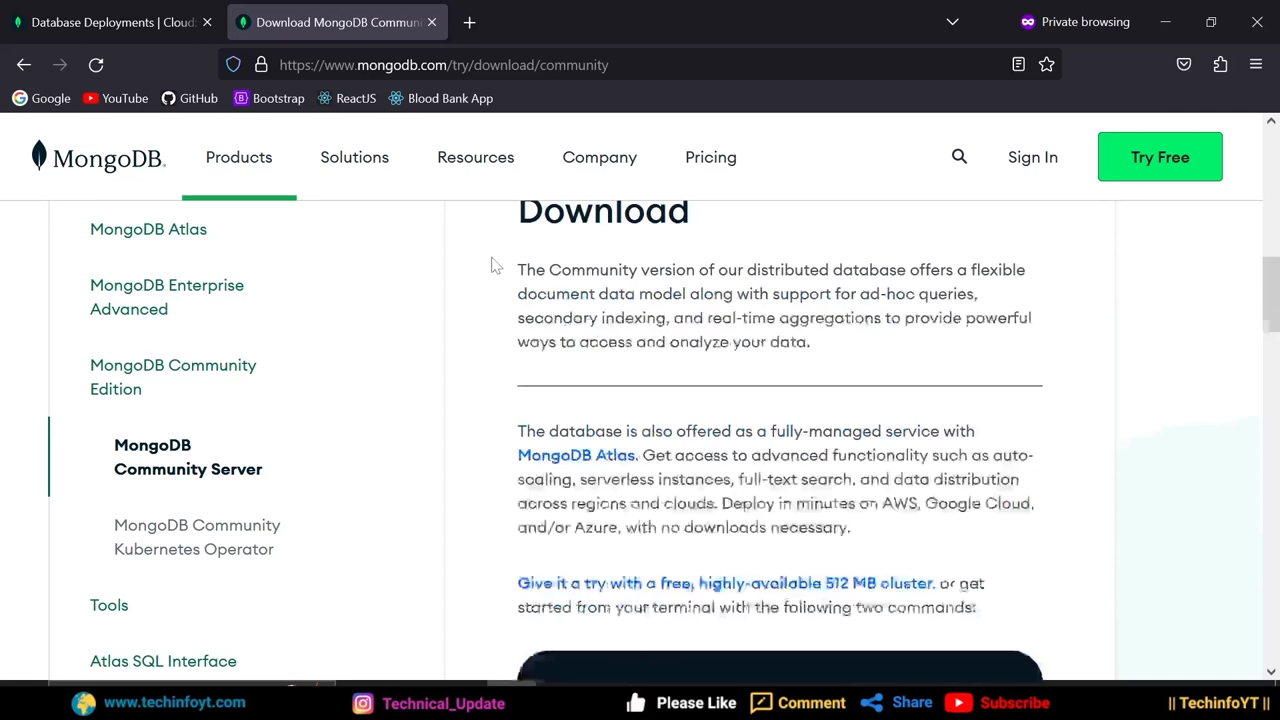 Database Deployments | Cloud:
Download MongoDB Communi
Private browsing
https://www.mongodb.com/try/download/community
Google
YouTube
GitHub
Bootstrap
ReactJS
Blood Bank App
MongoDB.
Products
Solutions
Resources
Company
Pricing
Sign In
Try Free
MongoDB Atlas
MongoDB Enterprise
Advanced
MongoDB Community
Edition
MongoDB
Community Server
MongoDB Community
Kubernetes Operator
Tools
Atlas SQL Interface
Download
The Community version of our distributed database offers a flexible
document data model along with support for ad-hoc queries,
secondary indexing, and real-time aggregations to provide powerful
ways to access and analyze your data.
The database is also offered as a fully-managed service with
MongoDB Atlas. Get access to advanced functionality such as auto-
scaling, serverless instances, full-text search, and data distribution
across regions and clouds. Deploy in minutes on AWS, Google Cloud,
and/or Azure, with no downloads necessary.
Give it a try with a free, highly-available 512 MB cluster. or get
started from your terminal with the following two commands:
www.techinfoyt.com
Technical_Update
Please Like
Comment
Share
Subscribe
|| TechinfoYT ||